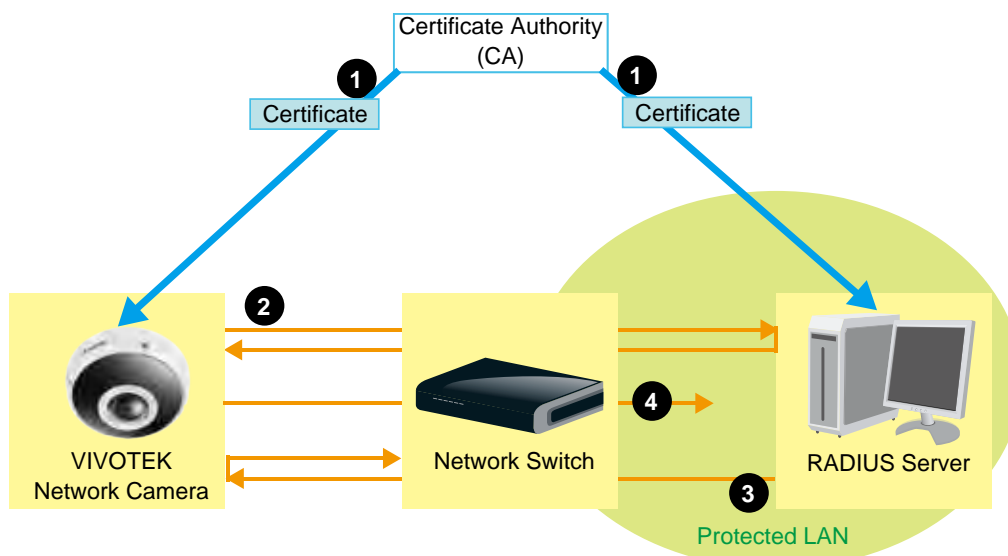 Certificate Authority
(CA)
1
1
Certificate
Certificate
2
4
VIVOTEK
Network Camera
Network Switch
RADIUS Server
3
Protected LAN